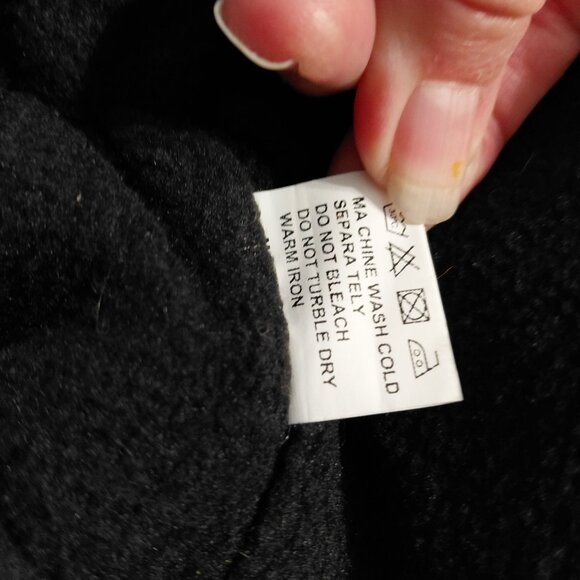 MA CHINE WASH COLD
SEPARA TELY
DO NOT BLEACH
DO NOT TURBLE DRY
WARM IRON